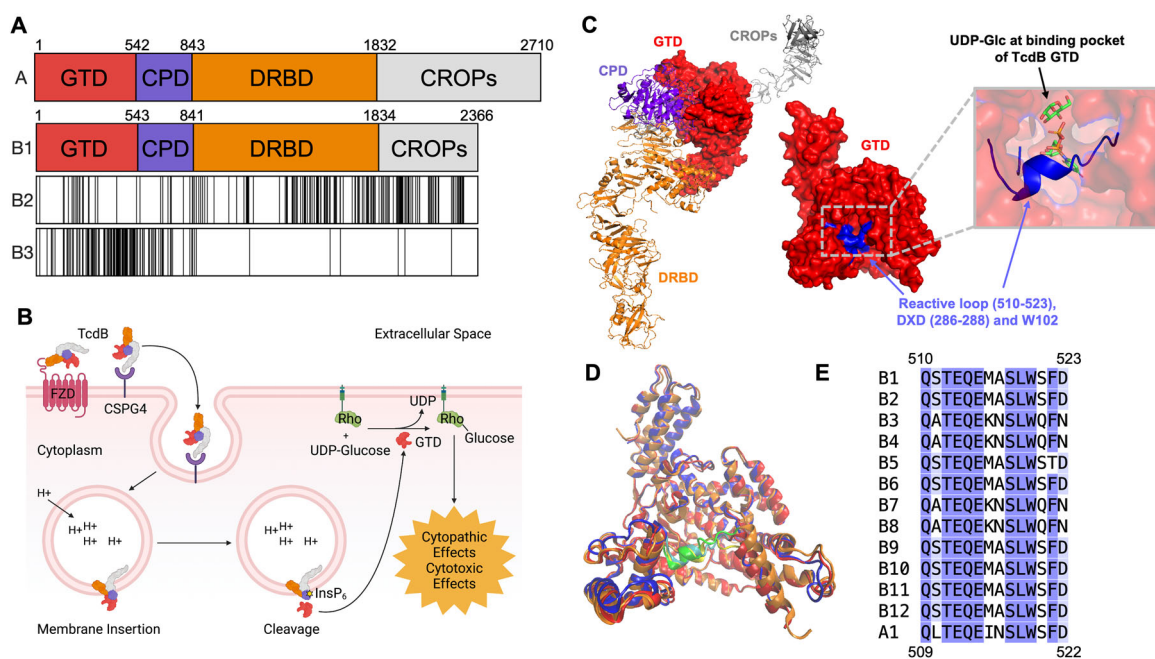 A
1 542 843 1832 2710
A GTD CPD DRBD CROPs
1 543 841 1834 2366
B1 GTD CPD DRBD CROPs
B2
B3
B
TcdB
Extracellular Space
FZD
CSPG4
UDP
Rho
Rho
Cytoplasm
+
UDP-Glucose
GTD
Glucose
H+
H+ H+
H+ H+
H+
H+ H+
H+ H+
Cytopathic
Effects
Cytotoxic
Effects
InsP6
Membrane Insertion
Cleavage
C
GTD
CROPs
CPD
DRBD
GTD
UDP-Glc at binding pocket
of TcdB GTD
Reactive loop (510-523),
DXD (286-288) and W102
D
E
510 523
B1 QSTEQEMASLWSFD
B2 QSTEQEMASLWSFD
B3 QATEQEKNSLWQFN
B4 QATEQEKNSLWQFN
B5 QATEQEKNSLWSTD
B6 QSTEQEMASLWSFD
B7 QATEQEKNSLWQFN
B8 QATEQEKNSLWQFN
B9 QSTEQEMASLWSFD
B10 QSTEQEMASLWSFD
B11 QSTEQEMASLWSFD
B12 QSTEQEMASLWSFD
A1 QLTEQEINSLWSFD
509 522